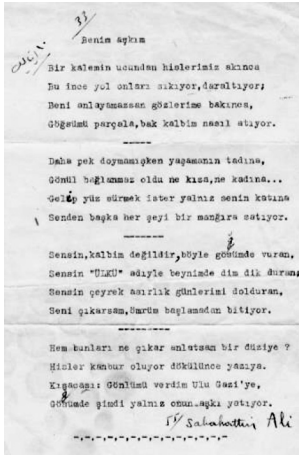 33
Benim aşkım
Bir kalemin ucundan hislerimiz akınca
Bu ince yol onları sıkıyor,daraltıyor;
Beni anlayamazsan gözlerime bakınca,
Göğsümü parçala,bak kalbim nasıl atıyor.
-----
Daha pek doymamışken yaşamanın tadına,
Gönül bağlanmaz oldu ne kıza,ne kadına...
Gelip yüz sürmek ister yalnız senin katına
Senden başka her şeyi bir mangıra satıyor.
-------
Sensin,kalbim değildir,böyle göğsümde vuran,
Sensin "ÜLKÜ" adıyle beynimde dim dik duran,
Sensin çeyrek asırlık günlerimi dolduran,
Seni çıkarsam,ömrüm başlamadan bitiyor.
---------
Hem bunları ne çıkar anlatsam bir düziye ?
Hisler kambur oluyor dökülünce yazıya.
Kısacası: Gönlümü verdim Ulu Gazi'ye,
Göğsümde şimdi yalnız onun aşkı yatıyor.
Sabahattin Ali
-.-.-.-.-.-.-.-.-.-.-